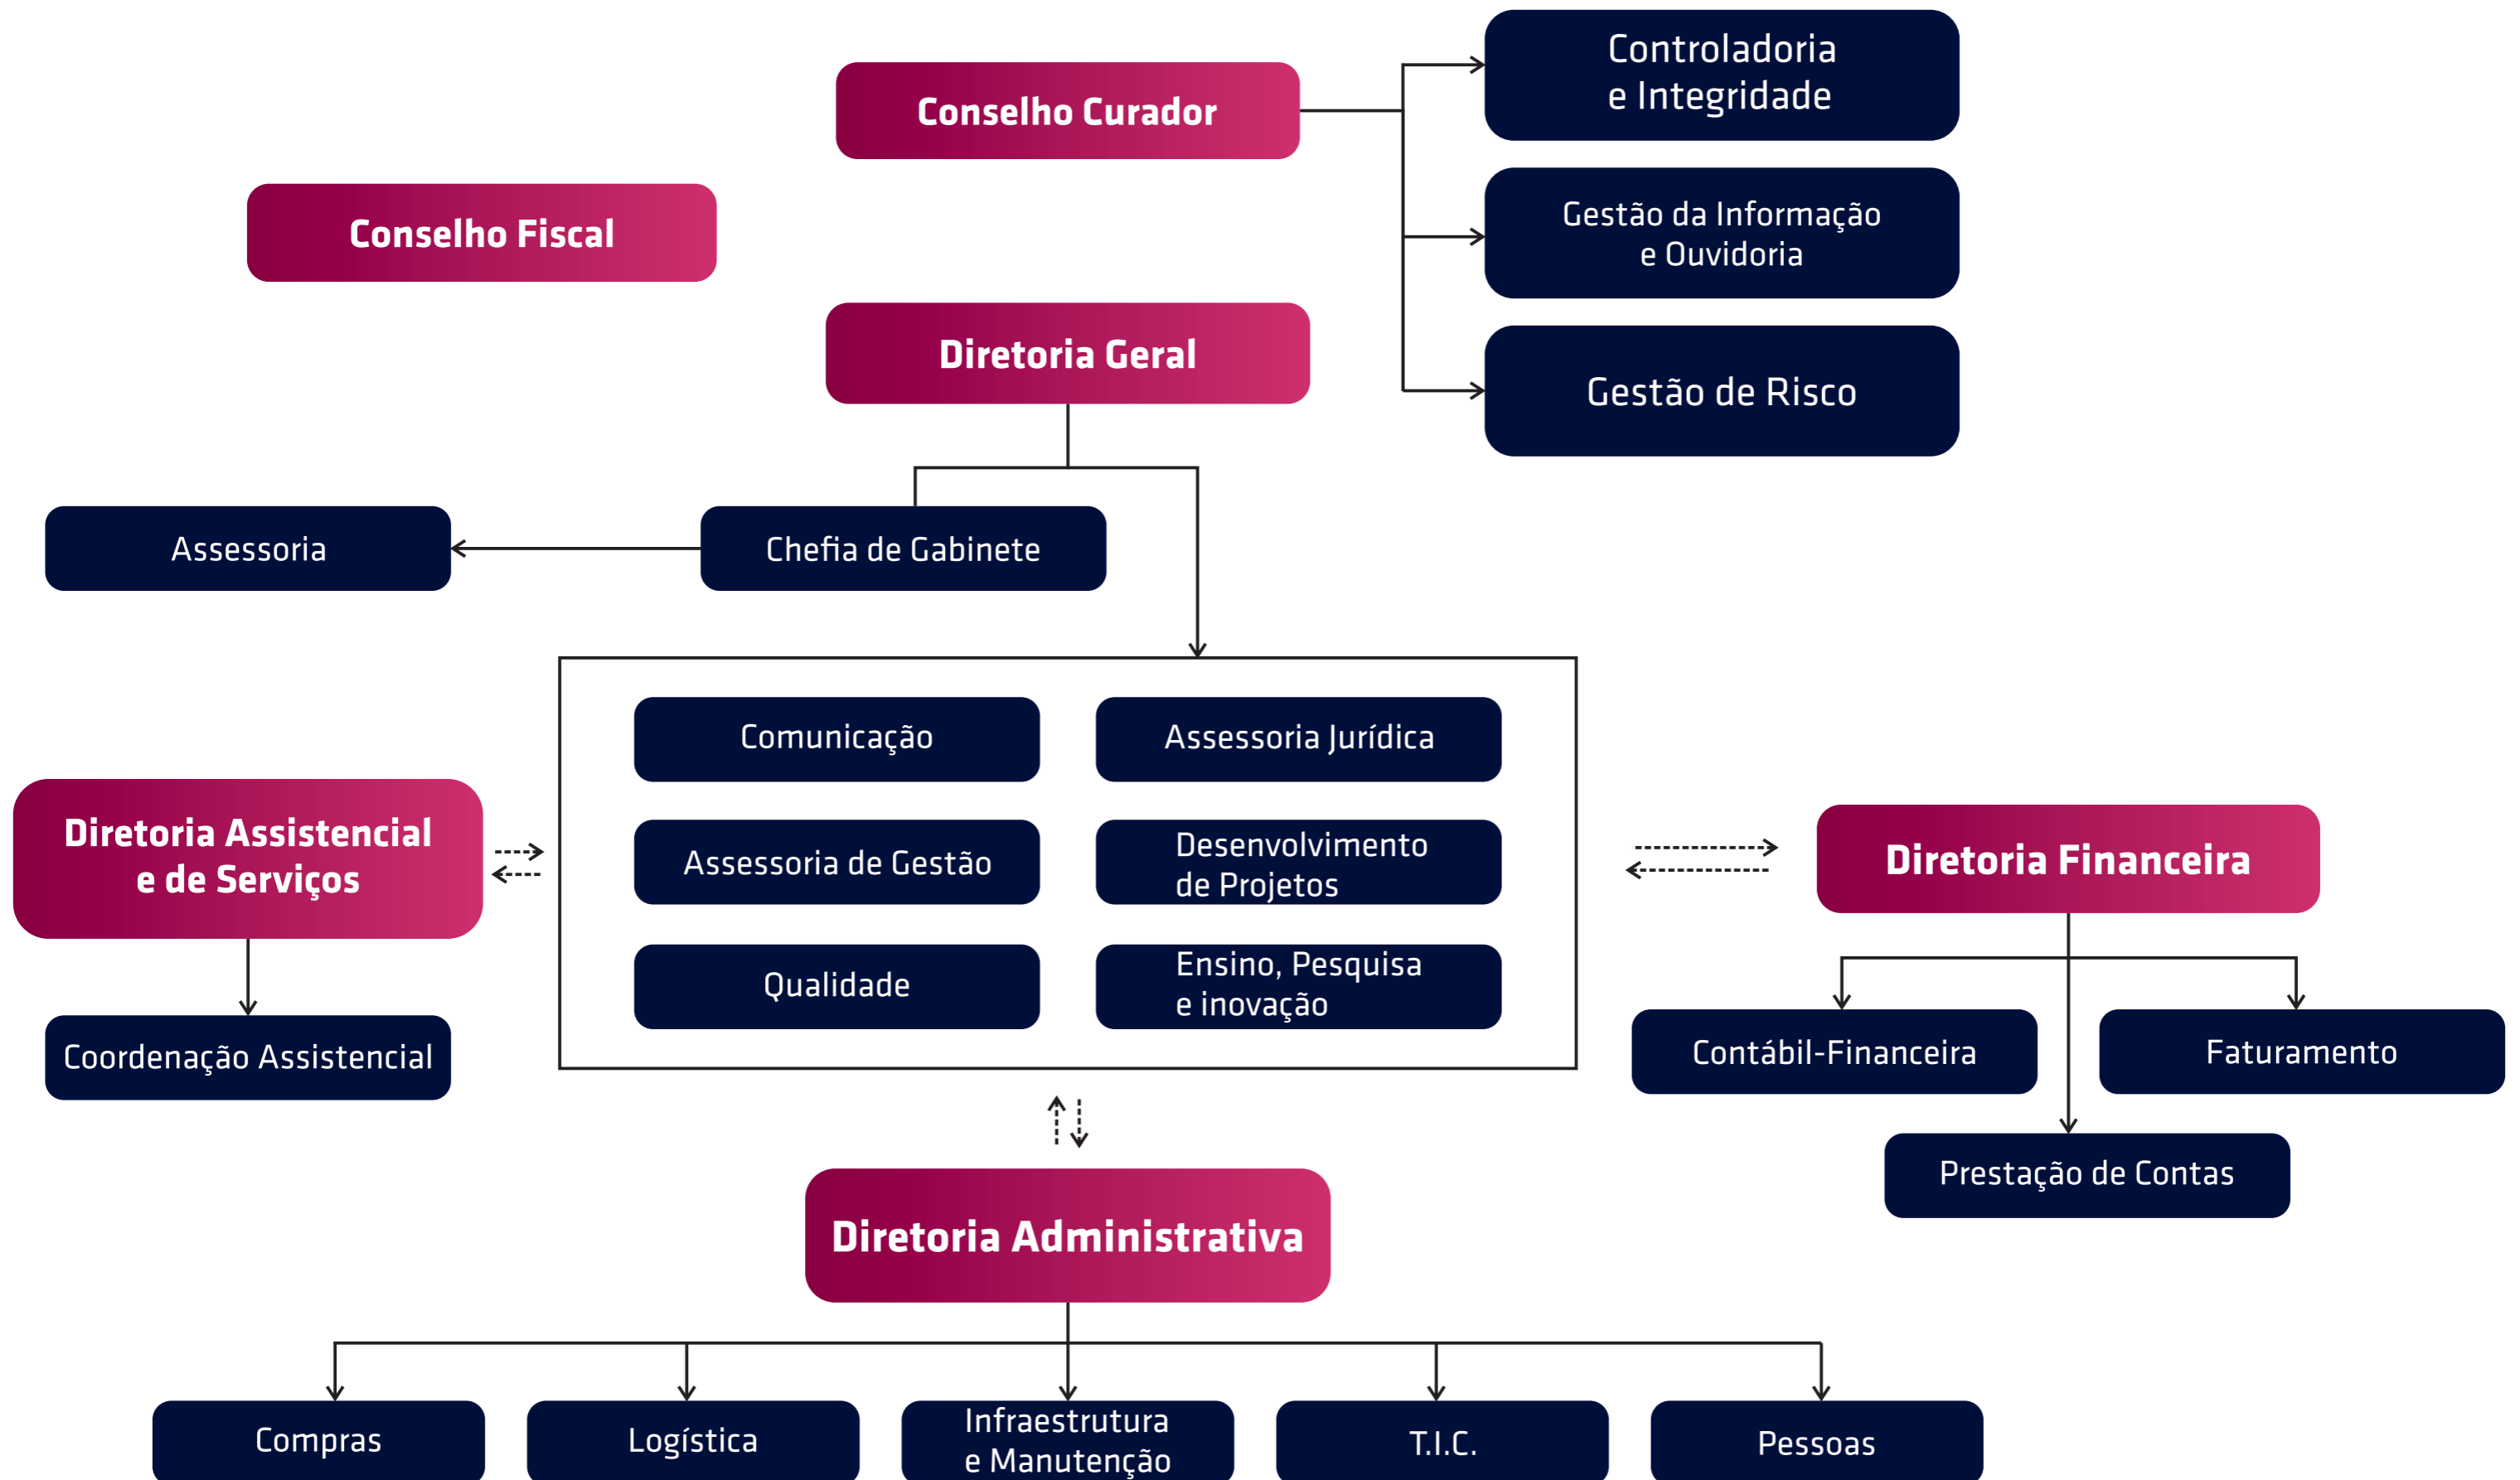 Conselho Curador
Controladoria
e Integridade
Conselho Fiscal
Gestão da Informação
e Ouvidoria
Diretoria Geral
Gestão de Risco
Assessoria
Chefia de Gabinete
Comunicação
Assessoria Jurídica
Diretoria Assistencial
e de Serviços
Assessoria de Gestão
Desenvolvimento
de Projetos
Diretoria Financeira
Qualidade
Ensino, Pesquisa
e inovação
Coordenação Assistencial
Contábil-Financeira
Faturamento
Prestação de Contas
Diretoria Administrativa
Compras
Logística
Infraestrutura
e Manutenção
T.I.C.
Pessoas